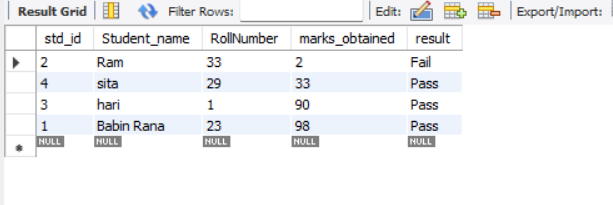 Result Grid Filter Rows: Edit: Export/Import:
std_id Student_name RollNumber marks_obtained result
2 Ram 33 2 Fail
4 sita 29 33 Pass
3 hari 1 90 Pass
1 Babin Rana 23 98 Pass
NULL NULL NULL NULL NULL